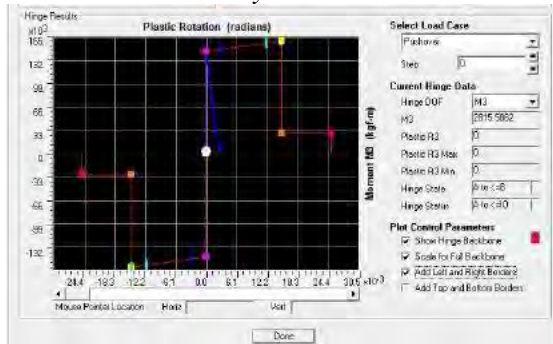 Hinge Results
Plastic Rotation (radians)
x10³
155.
132.
99.
66.
33.
0.
-33.
-66.
-99.
-132.
Moment M3 (kgf-m)
24.4 -18.3 -12.2 -6.1 0.0 6.1 12.2 18.3 24.4 30.5 x10-3
Mouse Pointer Location Horiz Vert
Select Load Case
Pushover
Step 0
Current Hinge Data
Hinge DOF M3
M3 2815.5062
Plastic R3 0
Plastic R3 Max 0
Plastic R3 Min 0
Hinge State A to <=B
Hinge Status A to <=IO
Plot Control Parameters
Show Hinge Backbone
Scale for Full Backbone
Add Left and Right Borders
Add Top and Bottom Borders
Done